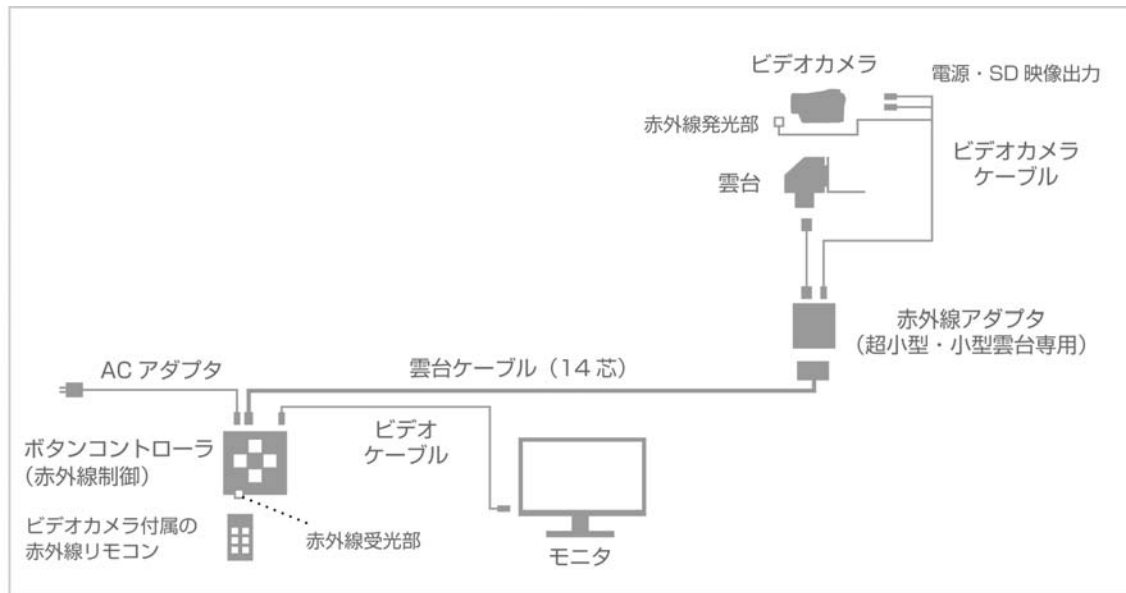 ビデオカメラ
電源・SD 映像出力
赤外線発光部
ビデオカメラ
ケーブル
雲台
赤外線アダプタ
(超小型・小型雲台専用)
AC アダプタ
雲台ケーブル(14 芯)
ボタンコントローラ
(赤外線制御)
ビデオ
ケーブル
ビデオカメラ付属の
赤外線リモコン
赤外線受光部
モニタ